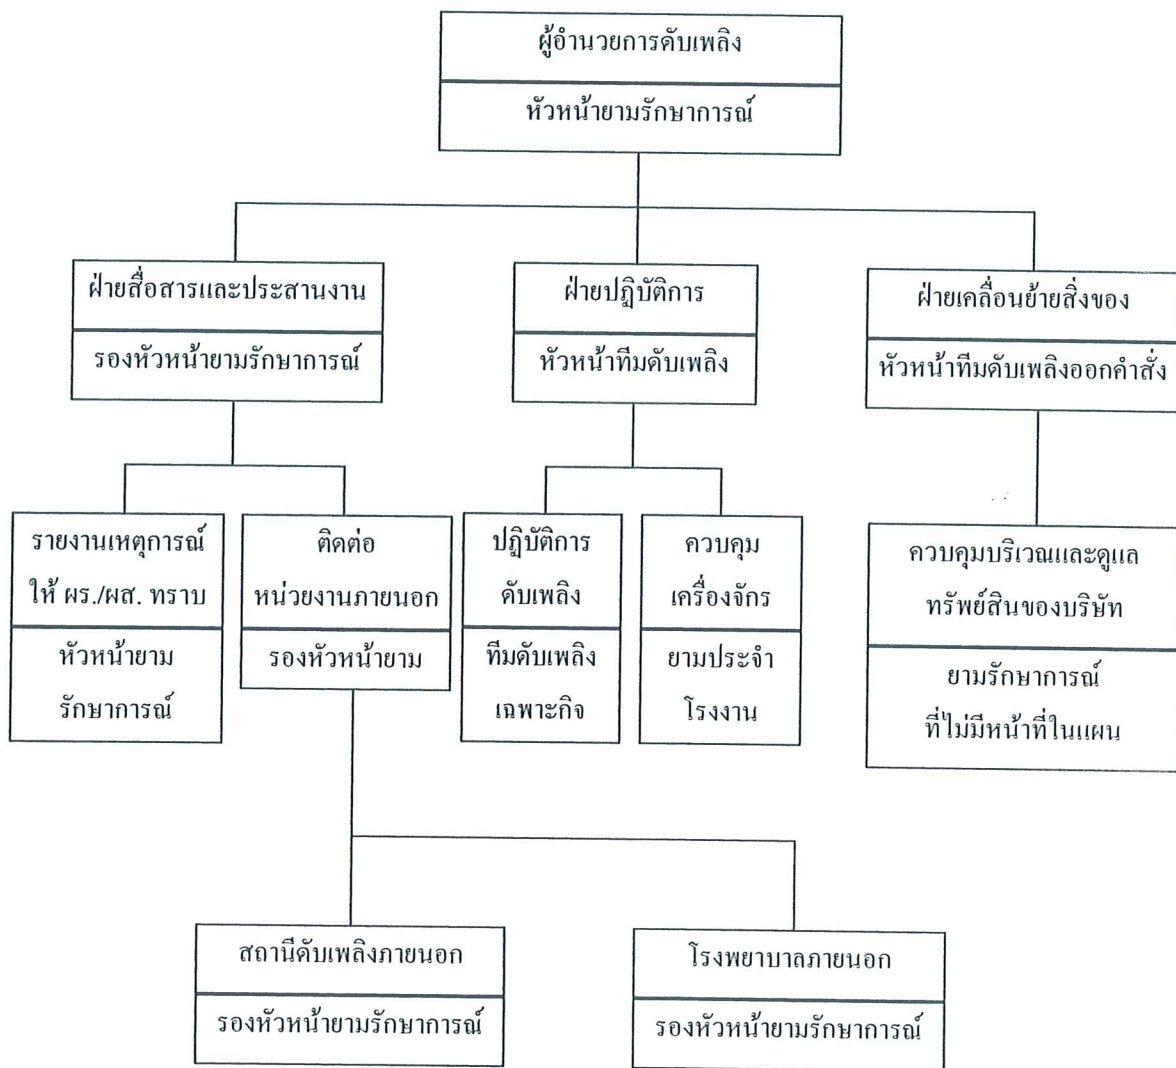 ผู้อำนวยการดับเพลิง
หัวหน้ายามรักษาการณ์
ฝ่ายสื่อสารและประสานงาน
รองหัวหน้ายามรักษาการณ์
ฝ่ายปฏิบัติการ
หัวหน้าทีมดับเพลิง
ฝ่ายเคลื่อนย้ายสิ่งของ
หัวหน้าทีมดับเพลิงออกคำสั่ง
รายงานเหตุการณ์
ให้ ผร./ผส. ทราบ
หัวหน้ายาม
รักษาการณ์
ติดต่อ
หน่วยงานภายนอก
รองหัวหน้ายาม
ปฏิบัติการ
ดับเพลิง
ทีมดับเพลิง
เฉพาะกิจ
ควบคุม
เครื่องจักร
ยามประจำ
โรงงาน
ควบคุมบริเวณและดูแล
ทรัพย์สินของบริษัท
ยามรักษาการณ์
ที่ไม่มีหน้าที่ในแผน
สถานีดับเพลิงภายนอก
รองหัวหน้ายามรักษาการณ์
โรงพยาบาลภายนอก
รองหัวหน้ายามรักษาการณ์